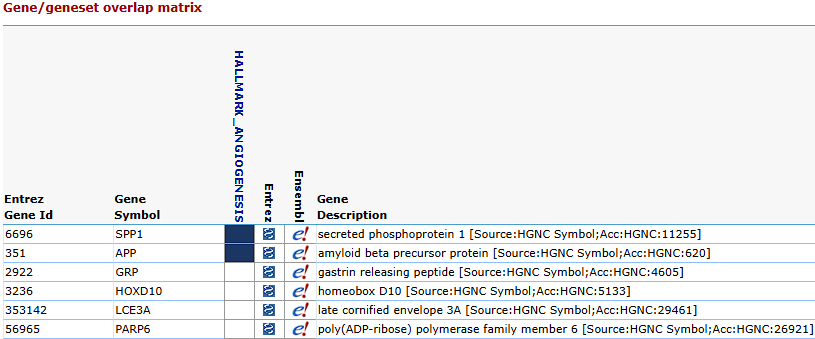 Gene/geneset overlap matrix
HALLMARK_ANGIOGENESIS
Entrez
Ensembl
Entrez Gene Gene
Gene Id Symbol Description
6696 SPP1 e! secreted phosphoprotein 1 [Source:HGNC Symbol;Acc:HGNC:11255]
351 APP e! amyloid beta precursor protein [Source:HGNC Symbol;Acc:HGNC:620]
2922 GRP e! gastrin releasing peptide [Source:HGNC Symbol;Acc:HGNC:4605]
3236 HOXD10 e! homeobox D10 [Source:HGNC Symbol;Acc:HGNC:5133]
353142 LCE3A e! late cornified envelope 3A [Source:HGNC Symbol;Acc:HGNC:29461]
56965 PARP6 e! poly(ADP-ribose) polymerase family member 6 [Source:HGNC Symbol;Acc:HGNC:26921]